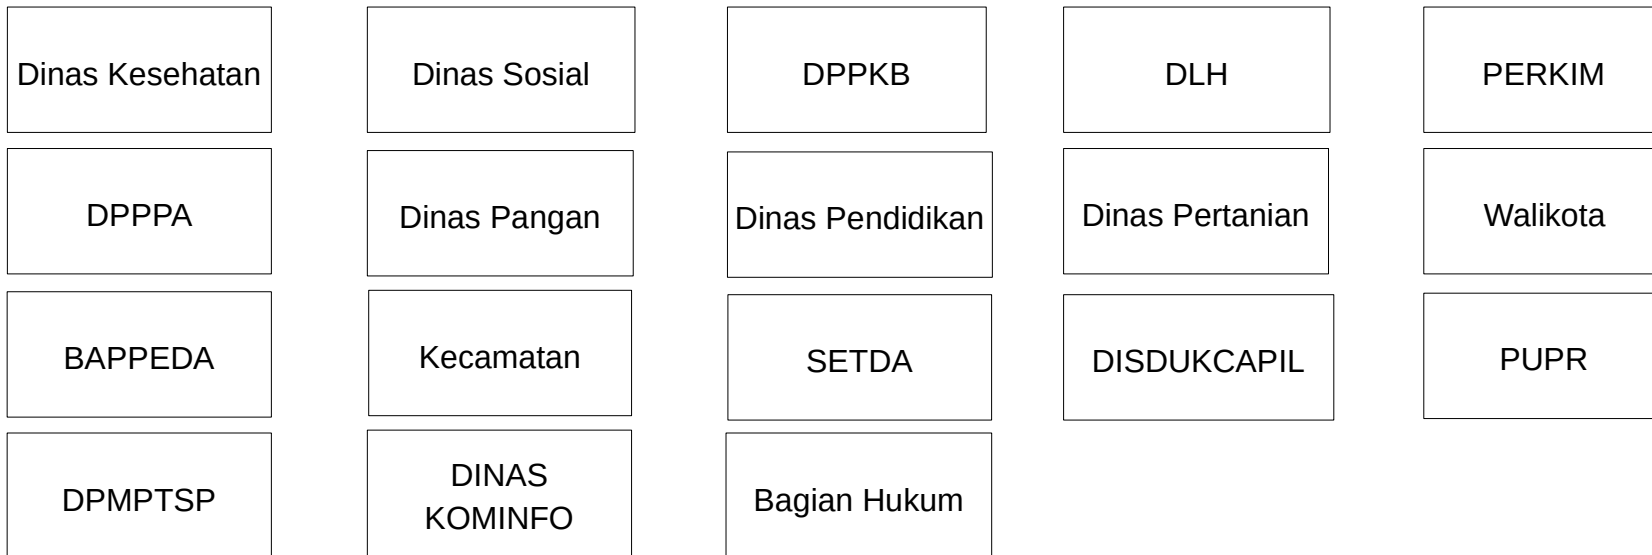 Dinas Kesehatan
Dinas Sosial
DPPKB
DLH
PERKIM
DPPPA
Dinas Pangan
Dinas Pendidikan
Dinas Pertanian
Walikota
BAPPEDA
Kecamatan
SETDA
DISDUKCAPIL
PUPR
DPMPTSP
DINAS
KOMINFO
Bagian Hukum